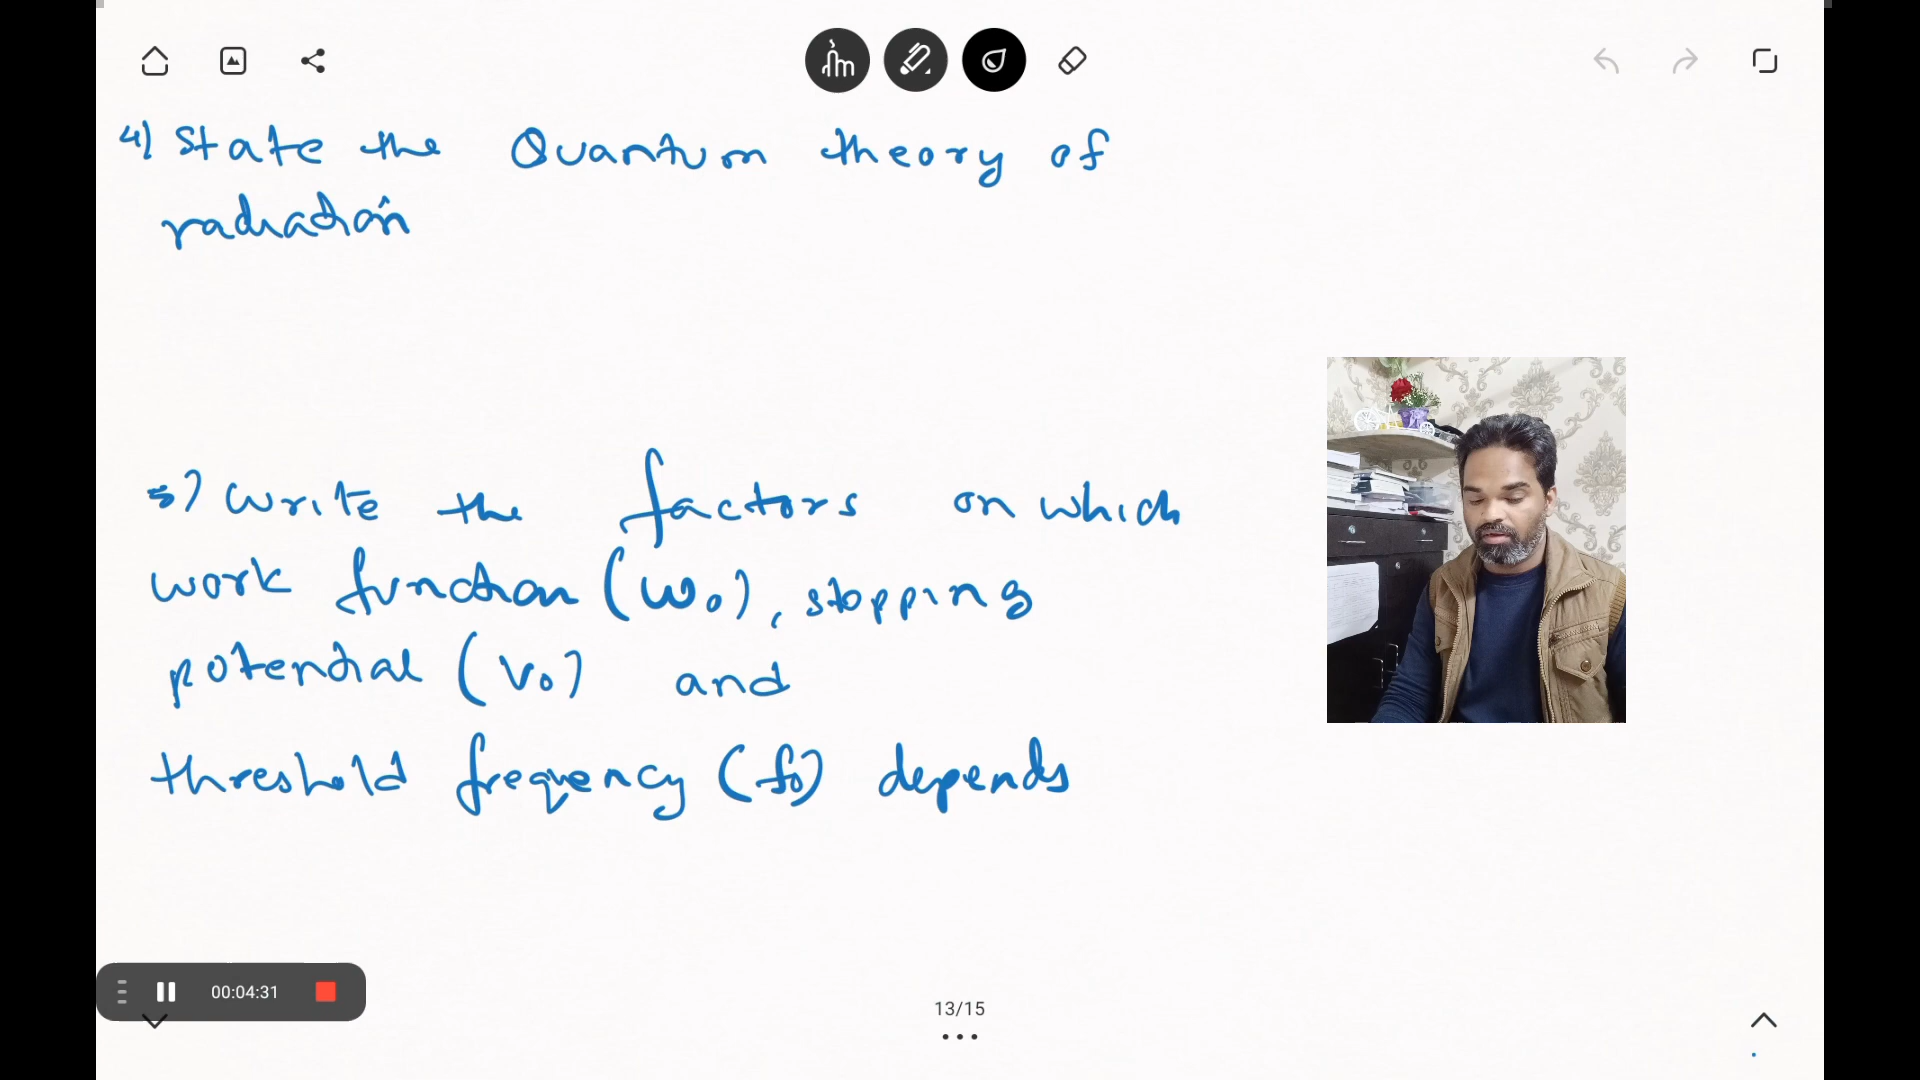 4) State the Quantum theory of
radiation
5) Write the factors on which
work function (W₀), stopping
potential (V₀) and
threshold frequency (f₀) depends
00:04:31
13/15